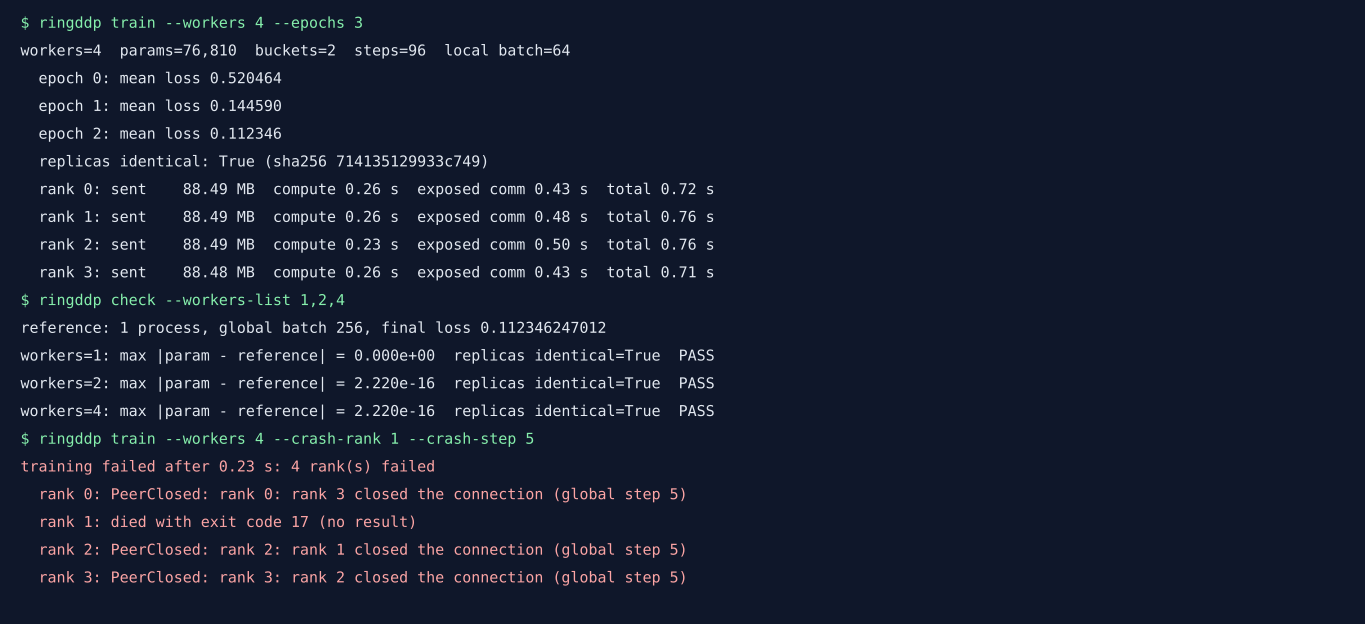 $ ringddp train --workers 4 --epochs 3
workers=4  params=76,810  buckets=2  steps=96  local batch=64
  epoch 0: mean loss 0.520464
  epoch 1: mean loss 0.144590
  epoch 2: mean loss 0.112346
  replicas identical: True (sha256 714135129933c749)
  rank 0: sent    88.49 MB  compute 0.26 s  exposed comm 0.43 s  total 0.72 s
  rank 1: sent    88.49 MB  compute 0.26 s  exposed comm 0.48 s  total 0.76 s
  rank 2: sent    88.49 MB  compute 0.23 s  exposed comm 0.50 s  total 0.76 s
  rank 3: sent    88.48 MB  compute 0.26 s  exposed comm 0.43 s  total 0.71 s
$ ringddp check --workers-list 1,2,4
reference: 1 process, global batch 256, final loss 0.112346247012
workers=1: max |param - reference| = 0.000e+00  replicas identical=True  PASS
workers=2: max |param - reference| = 2.220e-16  replicas identical=True  PASS
workers=4: max |param - reference| = 2.220e-16  replicas identical=True  PASS
$ ringddp train --workers 4 --crash-rank 1 --crash-step 5
training failed after 0.23 s: 4 rank(s) failed
  rank 0: PeerClosed: rank 0: rank 3 closed the connection (global step 5)
  rank 1: died with exit code 17 (no result)
  rank 2: PeerClosed: rank 2: rank 1 closed the connection (global step 5)
  rank 3: PeerClosed: rank 3: rank 2 closed the connection (global step 5)